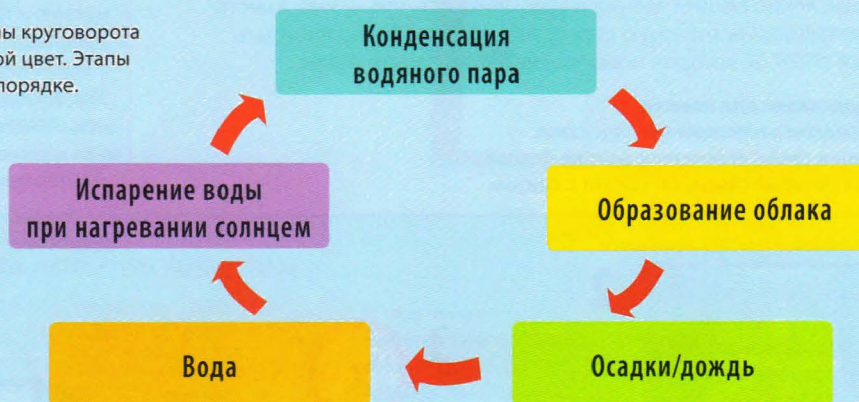 круговорота
ой цвет. Этапы
порядке.
Конденсация
водяного пара
Испарение воды
при нагревании солнцем
Образование облака
Вода
Осадки/дождь